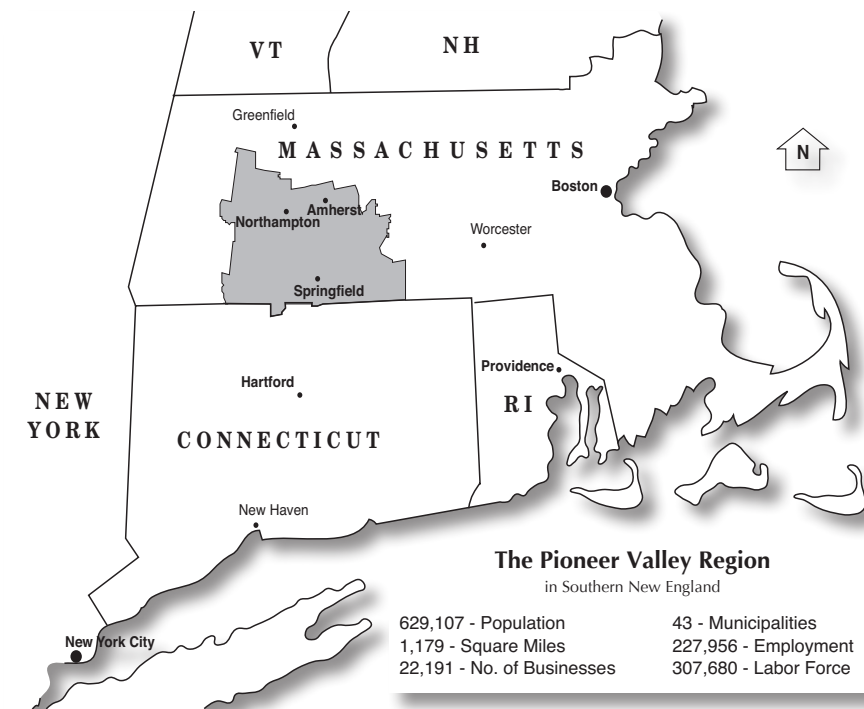 VT
NH
Greenfield
MASSACHUSETTS
N
Boston
Amherst
Northampton
Worcester
Springfield
Providence
Hartford
NEW
YORK
RI
CONNECTICUT
New Haven
The Pioneer Valley Region
in Southern New England
629,107 - Population
1,179 - Square Miles
22,191 - No. of Businesses
43 - Municipalities
227,956 - Employment
307,680 - Labor Force
New York City